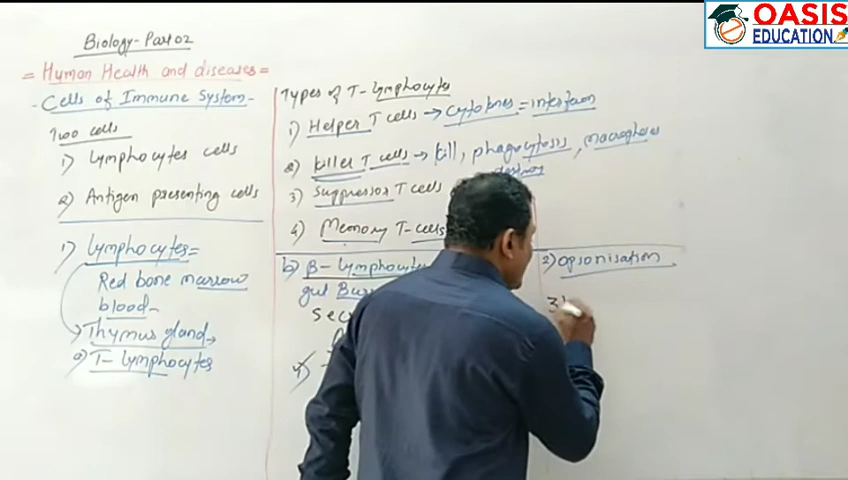 OASIS
EDUCATION
Biology-Part 02
= Human Health and diseases =
- Cells of Immune System -
Two cells
1) Lymphocytes cells
2) Antigen presenting cells
1) Lymphocytes =
Red bone marrow
blood -
Thymus gland →
a) T- Lymphocytes
Types of T- Lymphocytes
1) Helper T cells → cytokines = interferon
2) Killer T cells → kill, phagocytosis,
3) Suppressor T cells
4) Memory T- cells
b) B- Lymphocytes
gut
2) Opsonisation
3)